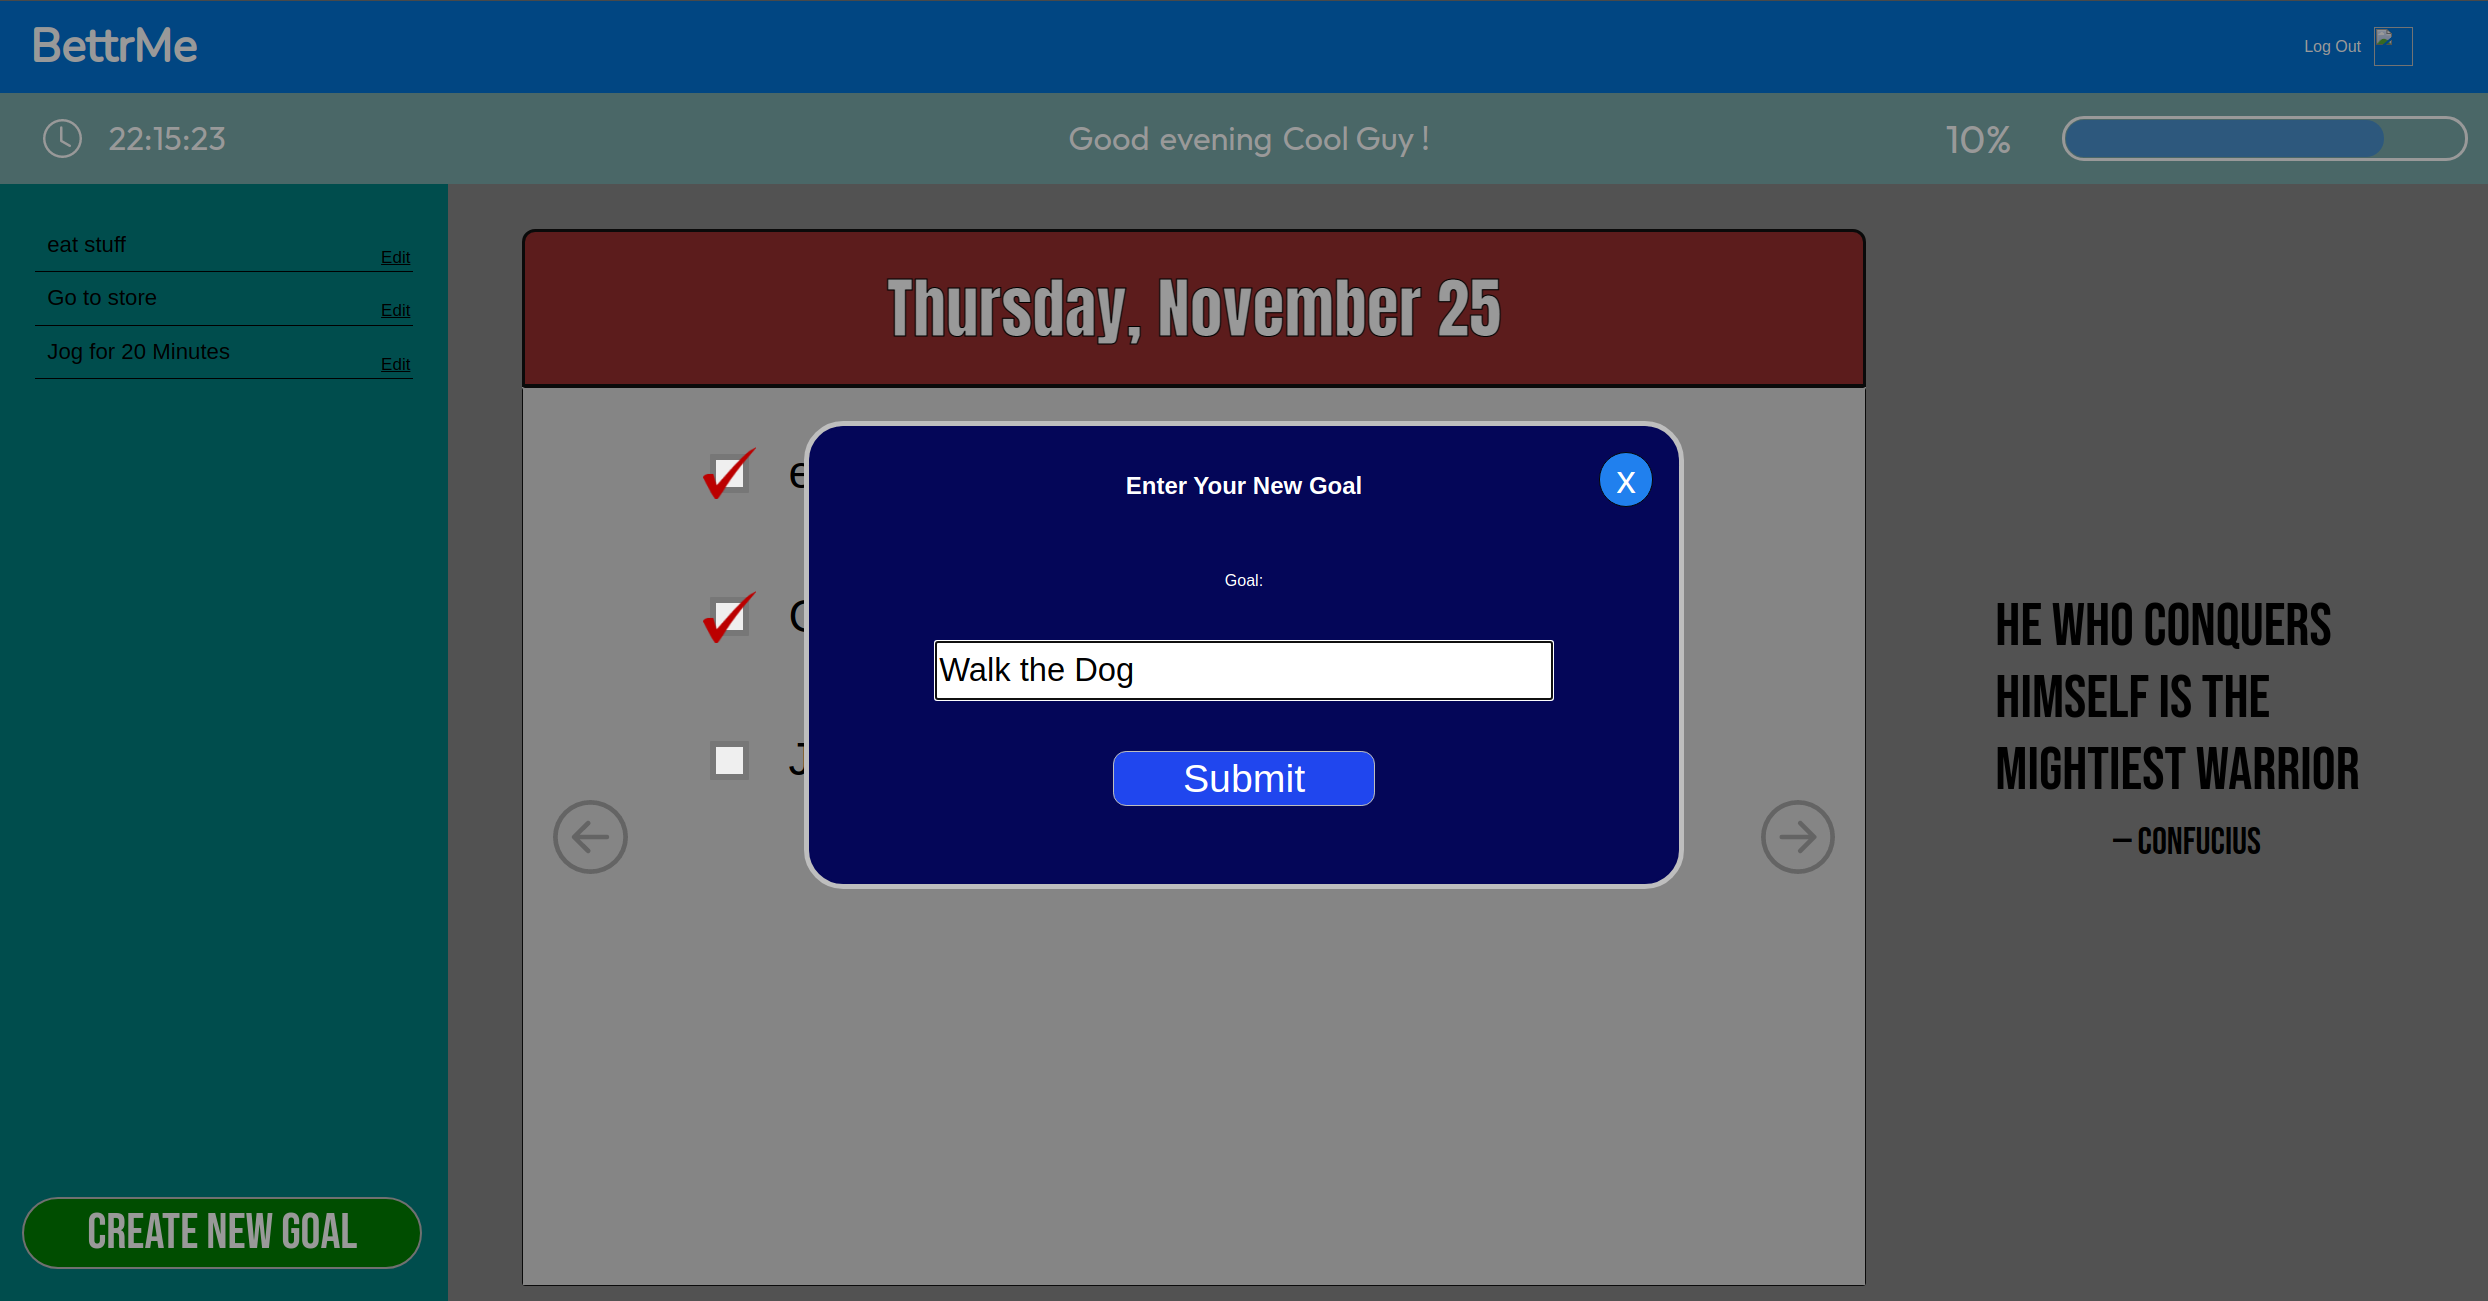 BettrMe
Log Out
22:15:23
Good evening Cool Guy !
10%
eat stuff
Edit
Go to store
Edit
Jog for 20 Minutes
Edit
CREATE NEW GOAL
Thursday, November 25
e
J
Enter Your New Goal
x
Goal:
Walk the Dog
Submit
HE WHO CONQUERS
HIMSELF IS THE
MIGHTIEST WARRIOR
– CONFUCIUS